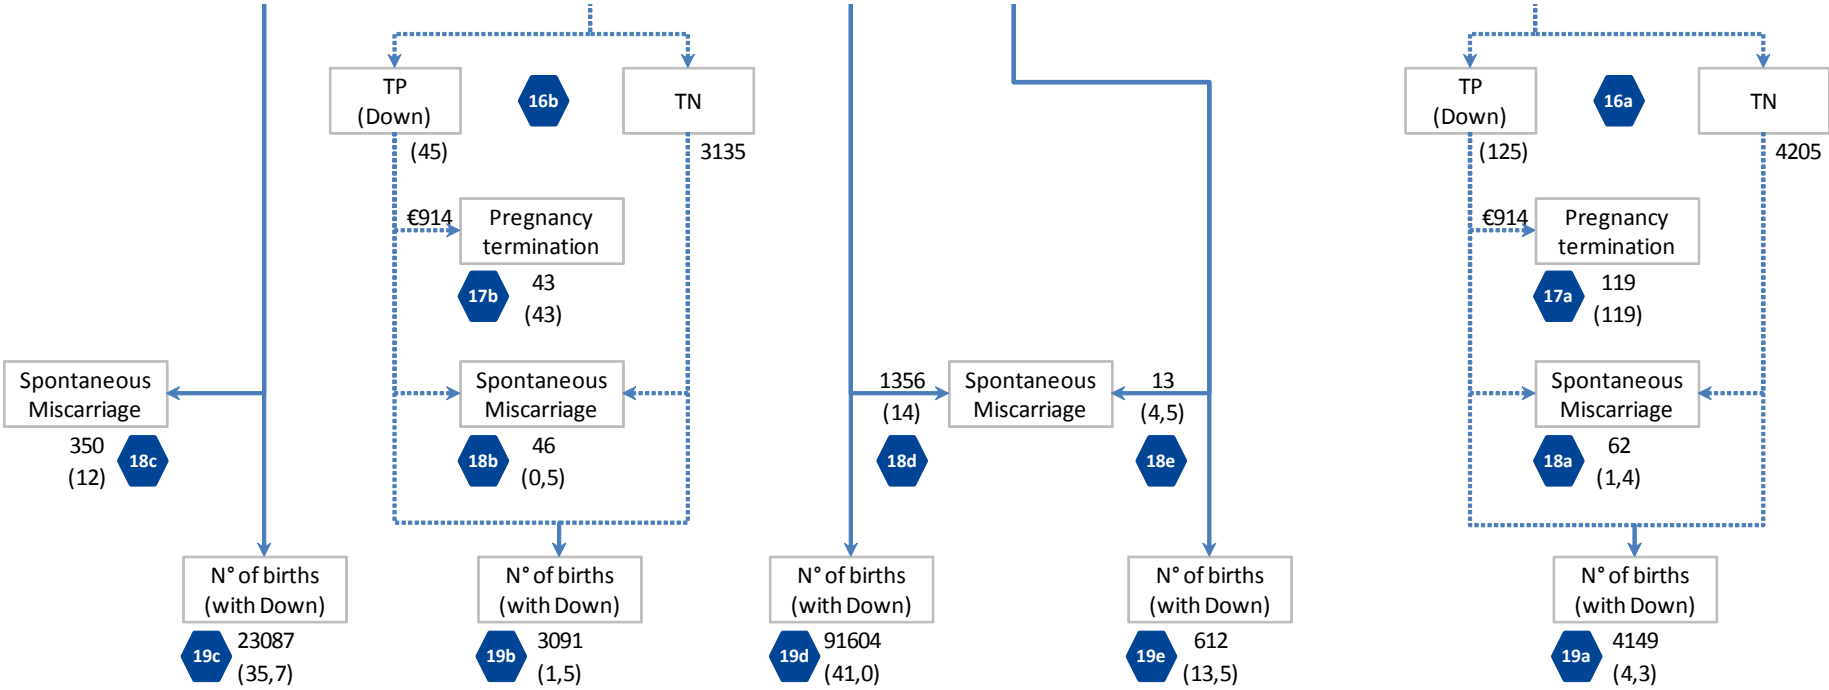 TP
(Down)
16b
TN
(45)
3135
€914
Pregnancy
termination
17b
43
(43)
Spontaneous
Miscarriage
350
(12)
18c
Spontaneous
Miscarriage
18b
46
(0,5)
1356
(14)
18d
Spontaneous
Miscarriage
13
(4,5)
18e
TP
(Down)
16a
TN
(125)
4205
€914
Pregnancy
termination
17a
119
(119)
Spontaneous
Miscarriage
18a
62
(1,4)
N° of births
(with Down)
19c
23087
(35,7)
N° of births
(with Down)
19b
3091
(1,5)
N° of births
(with Down)
19d
91604
(41,0)
N° of births
(with Down)
19e
612
(13,5)
N° of births
(with Down)
19a
4149
(4,3)